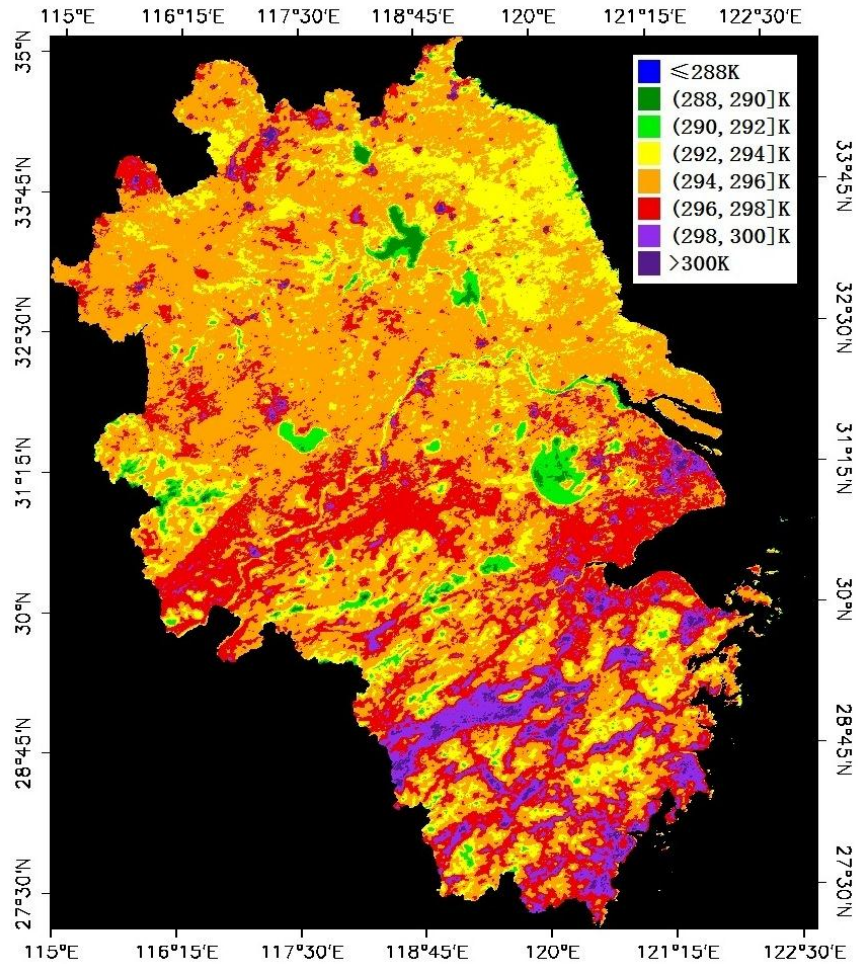 115°E 116°15'E 117°30'E 118°45'E 120°E 121°15'E 122°30'E
35°N
33°45'N
32°30'N
31°15'N
30°N
28°45'N
27°30'N
≤288K
(288, 290]K
(290, 292]K
(292, 294]K
(294, 296]K
(296, 298]K
(298, 300]K
>300K
33°45'N
32°30'N
31°15'N
30°N
28°45'N
27°30'N
115°E 116°15'E 117°30'E 118°45'E 120°E 121°15'E 122°30'E